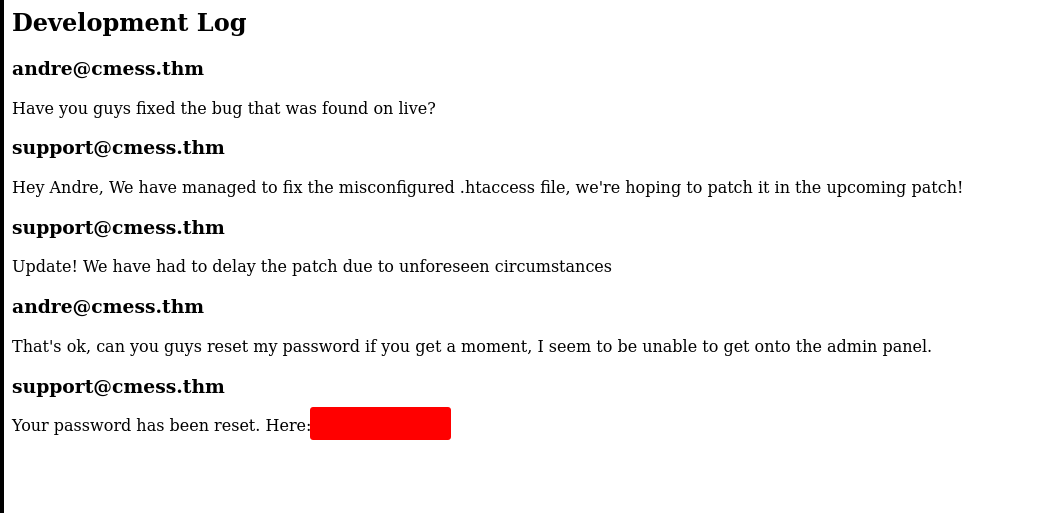 Development Log
andre@cmess.thm
Have you guys fixed the bug that was found on live?
support@cmess.thm
Hey Andre, We have managed to fix the misconfigured .htaccess file, we're hoping to patch it in the upcoming patch!
support@cmess.thm
Update! We have had to delay the patch due to unforeseen circumstances
andre@cmess.thm
That's ok, can you guys reset my password if you get a moment, I seem to be unable to get onto the admin panel.
support@cmess.thm
Your password has been reset. Here: